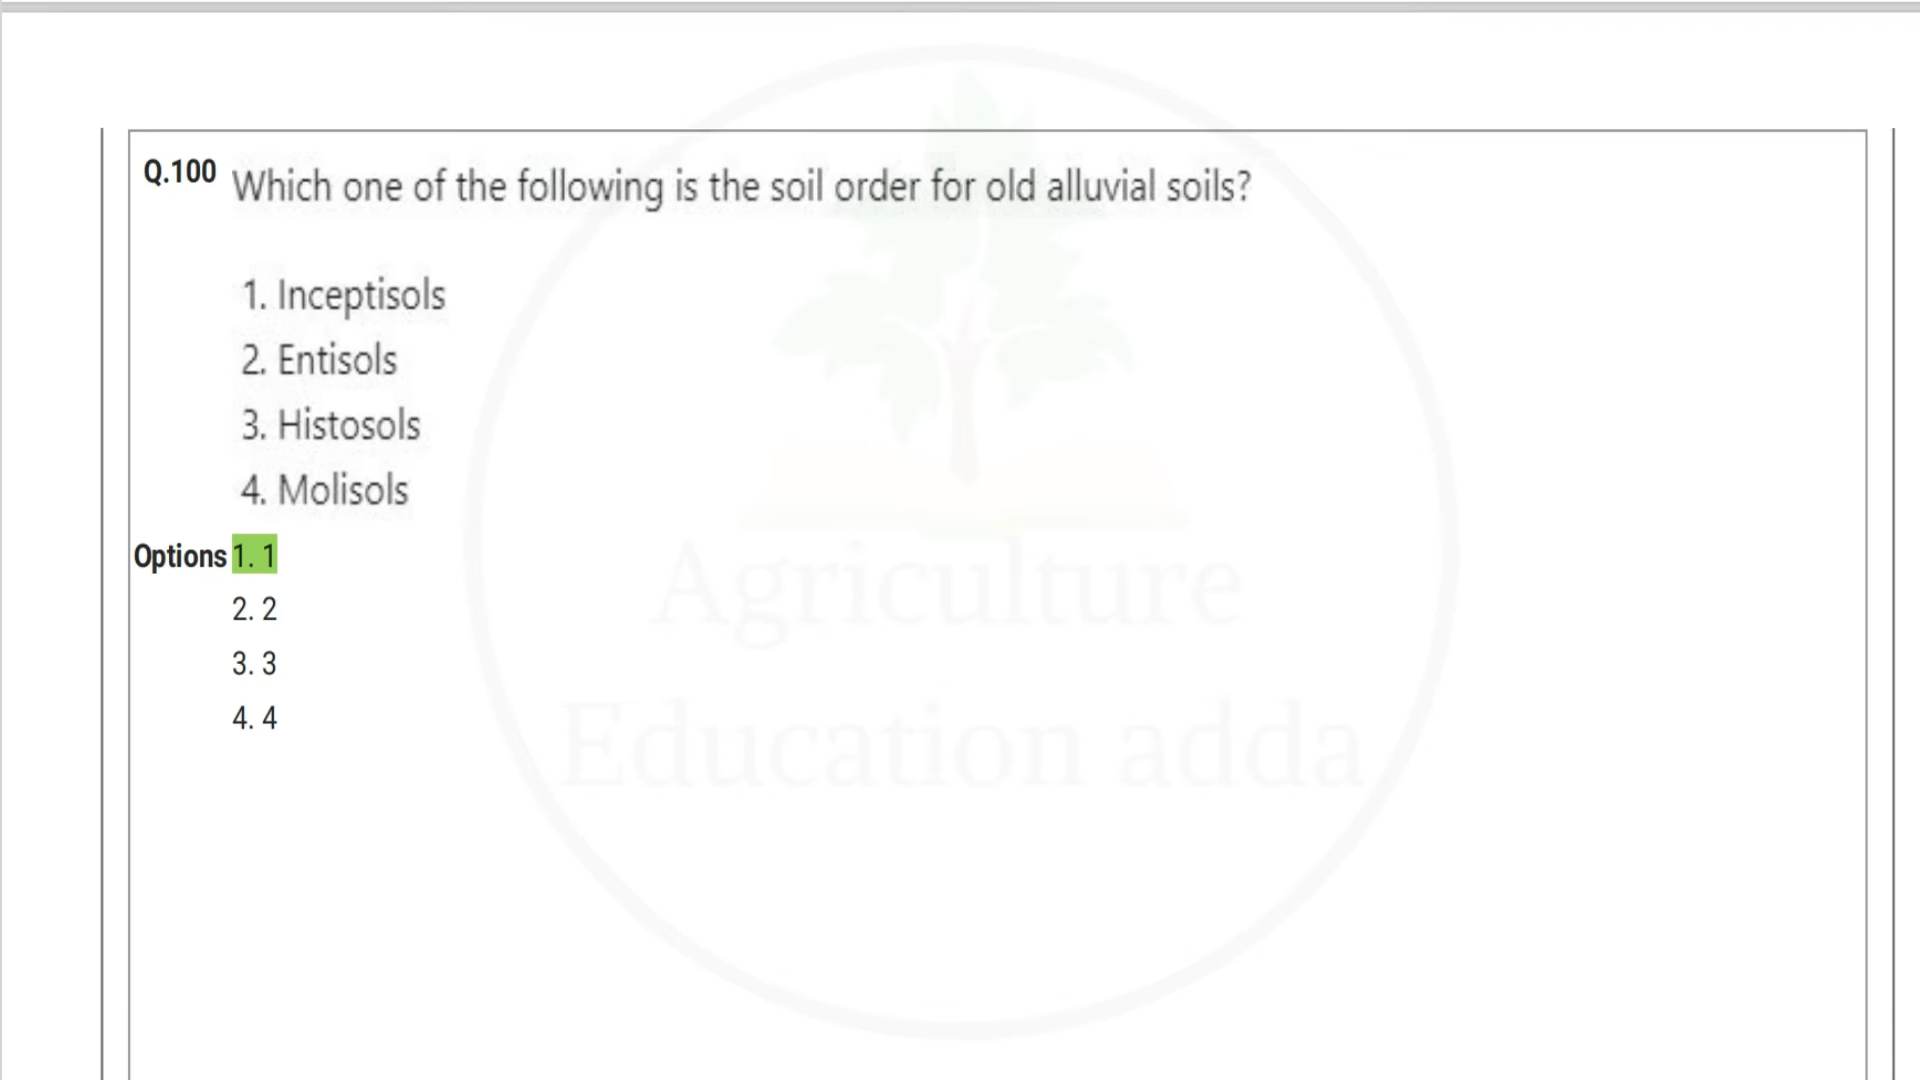 Q.100 Which one of the following is the soil order for old alluvial soils?
1. Inceptisols
2. Entisols
3. Histosols
4. Molisols
Options 1. 1
2. 2
3. 3
4. 4
Agriculture
Education adda